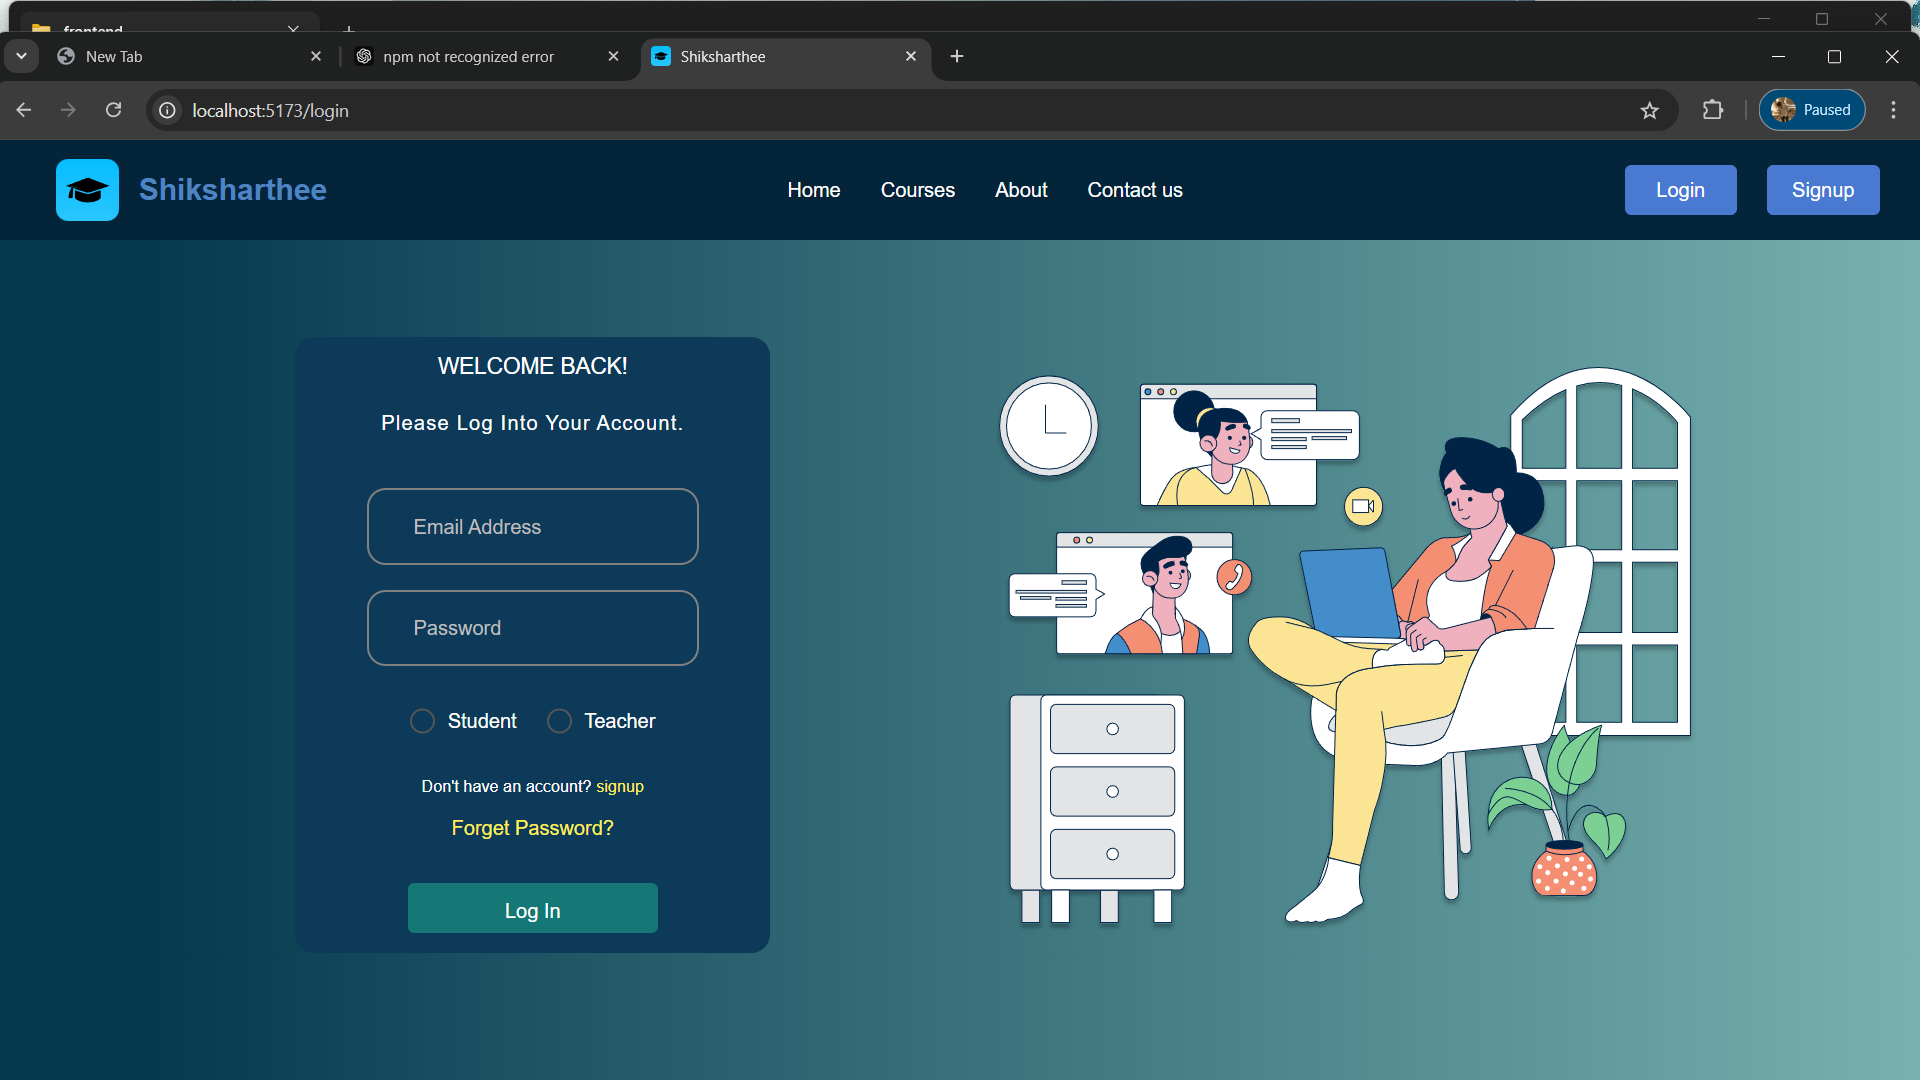 frontend
New Tab
npm not recognized error
Shiksharthee
localhost:5173/login
Paused
Shiksharthee
Home
Courses
About
Contact us
Login
Signup
WELCOME BACK!
Please Log Into Your Account.
Email Address
Password
Student
Teacher
Don't have an account? signup
Forget Password?
Log In